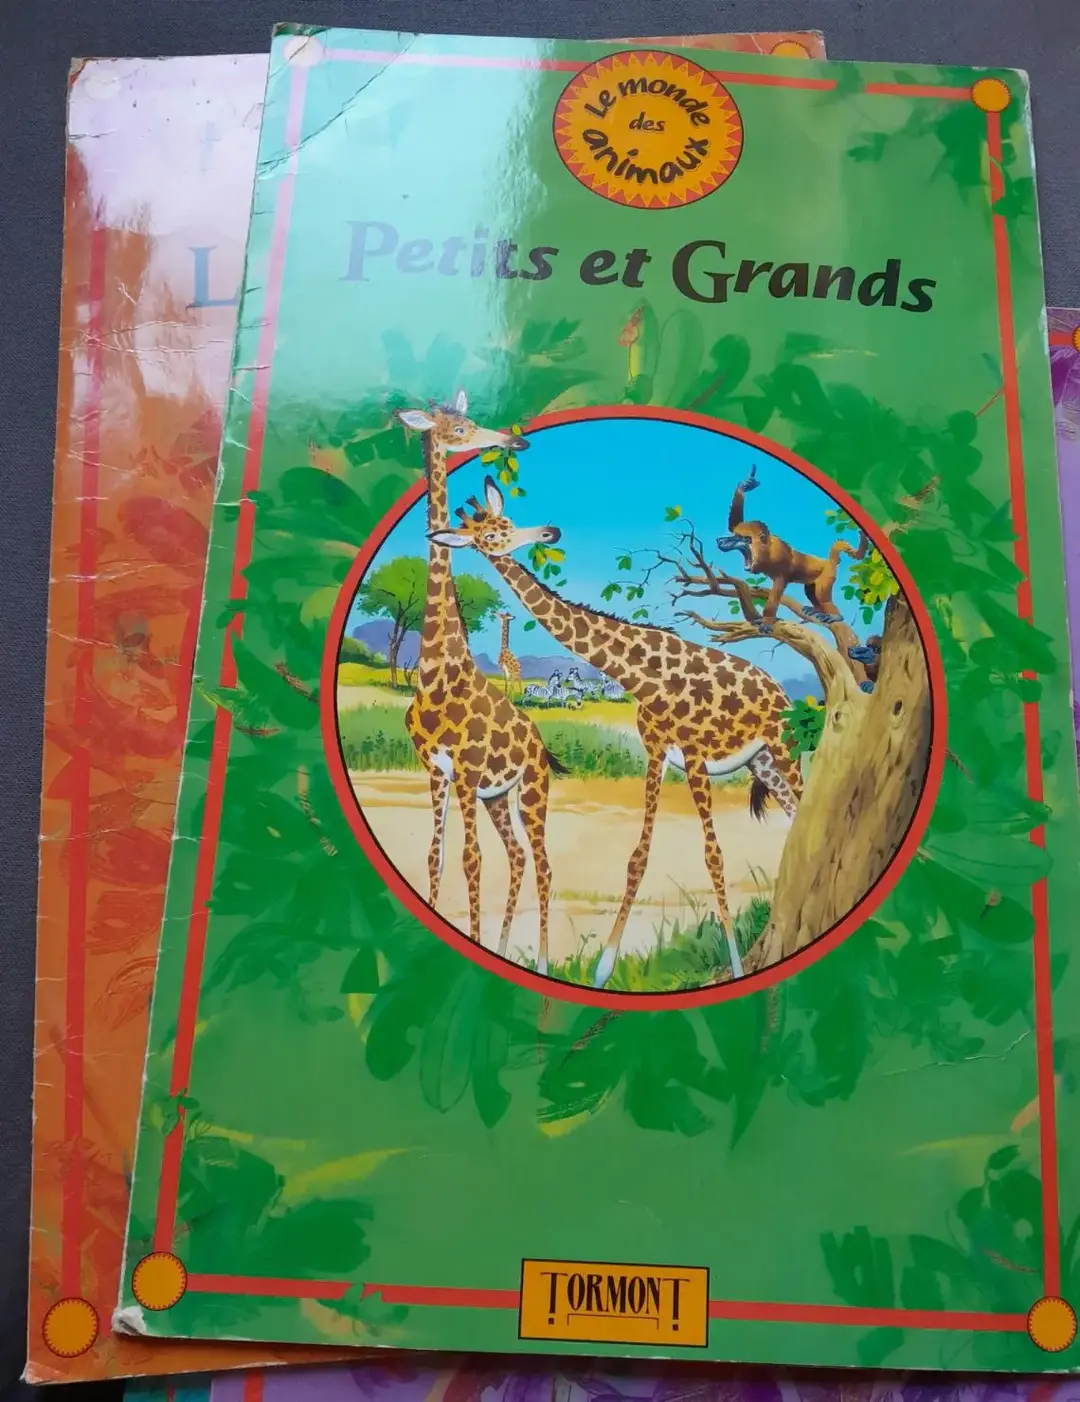 Le monde
des
animaux
Petits et Grands
L
TORMONT